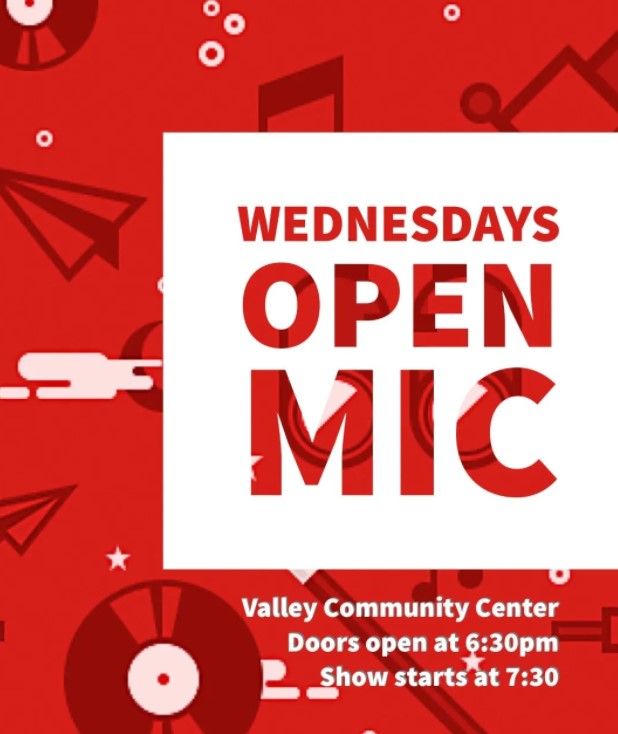 WEDNESDAYS
OPEN
MIC
Valley Community Center
Doors open at 6:30pm
Show starts at 7:30